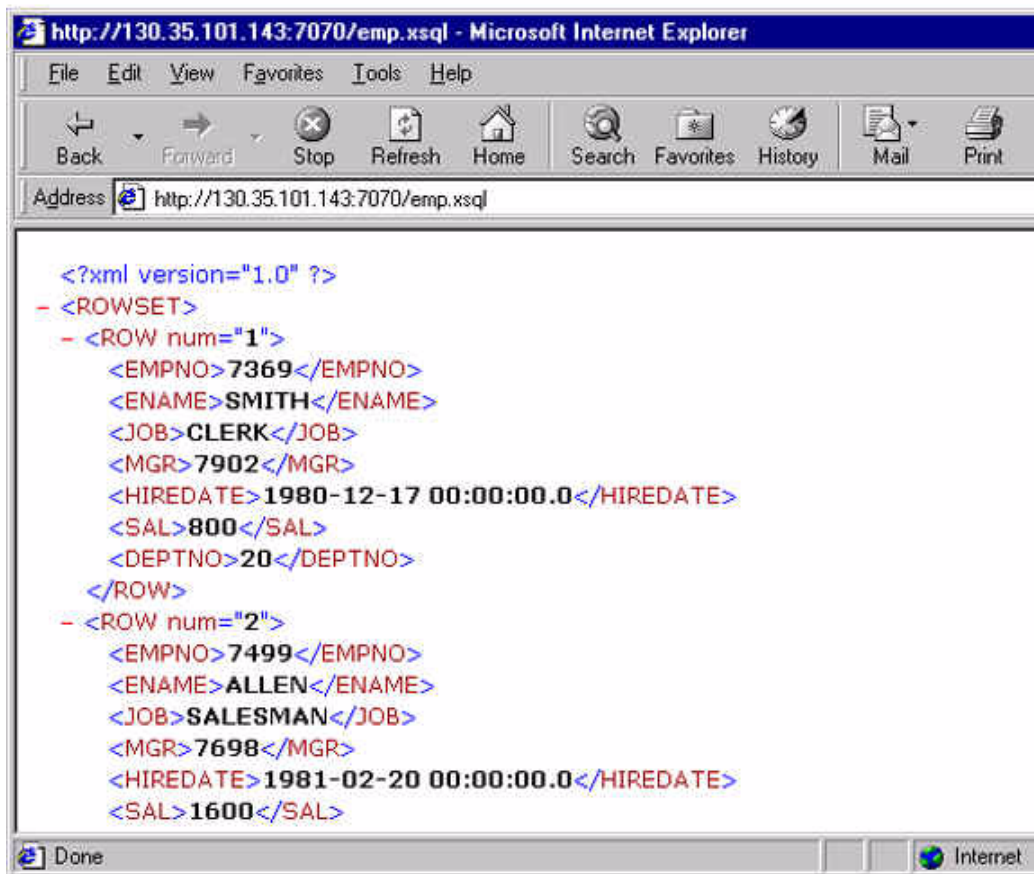 http://130.35.101.143:7070/emp.xsql - Microsoft Internet Explorer
File Edit View Favorites Tools Help
Back Forward Stop Refresh Home Search Favorites History Mail Print
Address http://130.35.101.143:7070/emp.xsql
<?xml version="1.0" ?>
- <ROWSET>
- <ROW num="1">
<EMPNO>7369</EMPNO>
<ENAME>SMITH</ENAME>
<JOB>CLERK</JOB>
<MGR>7902</MGR>
<HIREDATE>1980-12-17 00:00:00.0</HIREDATE>
<SAL>800</SAL>
<DEPTNO>20</DEPTNO>
</ROW>
- <ROW num="2">
<EMPNO>7499</EMPNO>
<ENAME>ALLEN</ENAME>
<JOB>SALESMAN</JOB>
<MGR>7698</MGR>
<HIREDATE>1981-02-20 00:00:00.0</HIREDATE>
<SAL>1600</SAL>
Done Internet